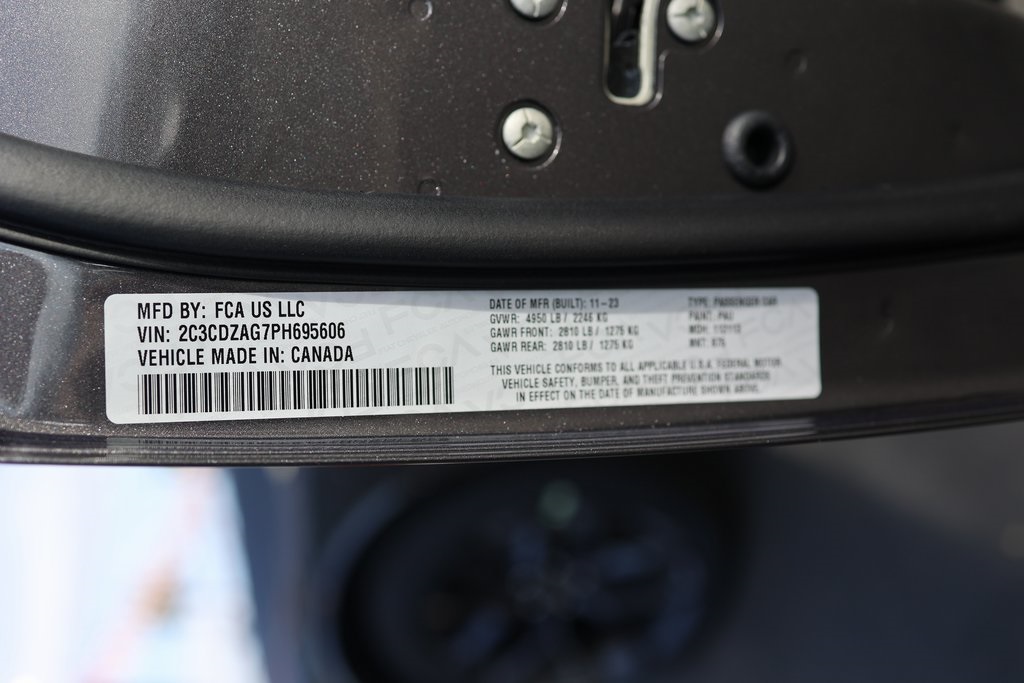 MFD BY: FCA US LLC
VIN: 2C3CDZAG7PH695606
VEHICLE MADE IN: CANADA
DATE OF MFR (BUILT): 11-23
GVWR: 4950 LB / 2246 KG
GAWR FRONT: 2810 LB / 1275 KG
GAWR REAR: 2810 LB / 1275 KG
TYPE: PASSENGER CAR
PAINT: PAU
THIS VEHICLE CONFORMS TO ALL APPLICABLE U.S.A. FEDERAL MOTOR
VEHICLE SAFETY, BUMPER, AND THEFT PREVENTION STANDARDS
IN EFFECT ON THE DATE OF MANUFACTURE SHOWN ABOVE.